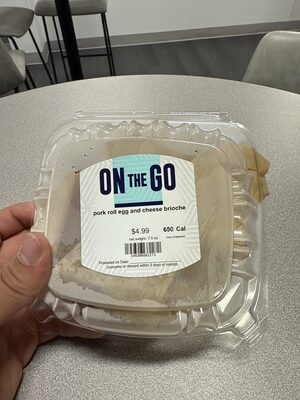 ON THE GO
pork roll egg and cheese brioche
$4.99
650 Cal
net weight: 7.5 oz
Produced on Date:
Consume or discard within 2 days of